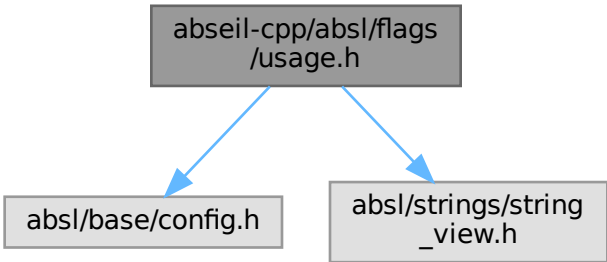 abseil-cpp/absl/flags
/usage.h
absl/base/config.h
absl/strings/string
_view.h